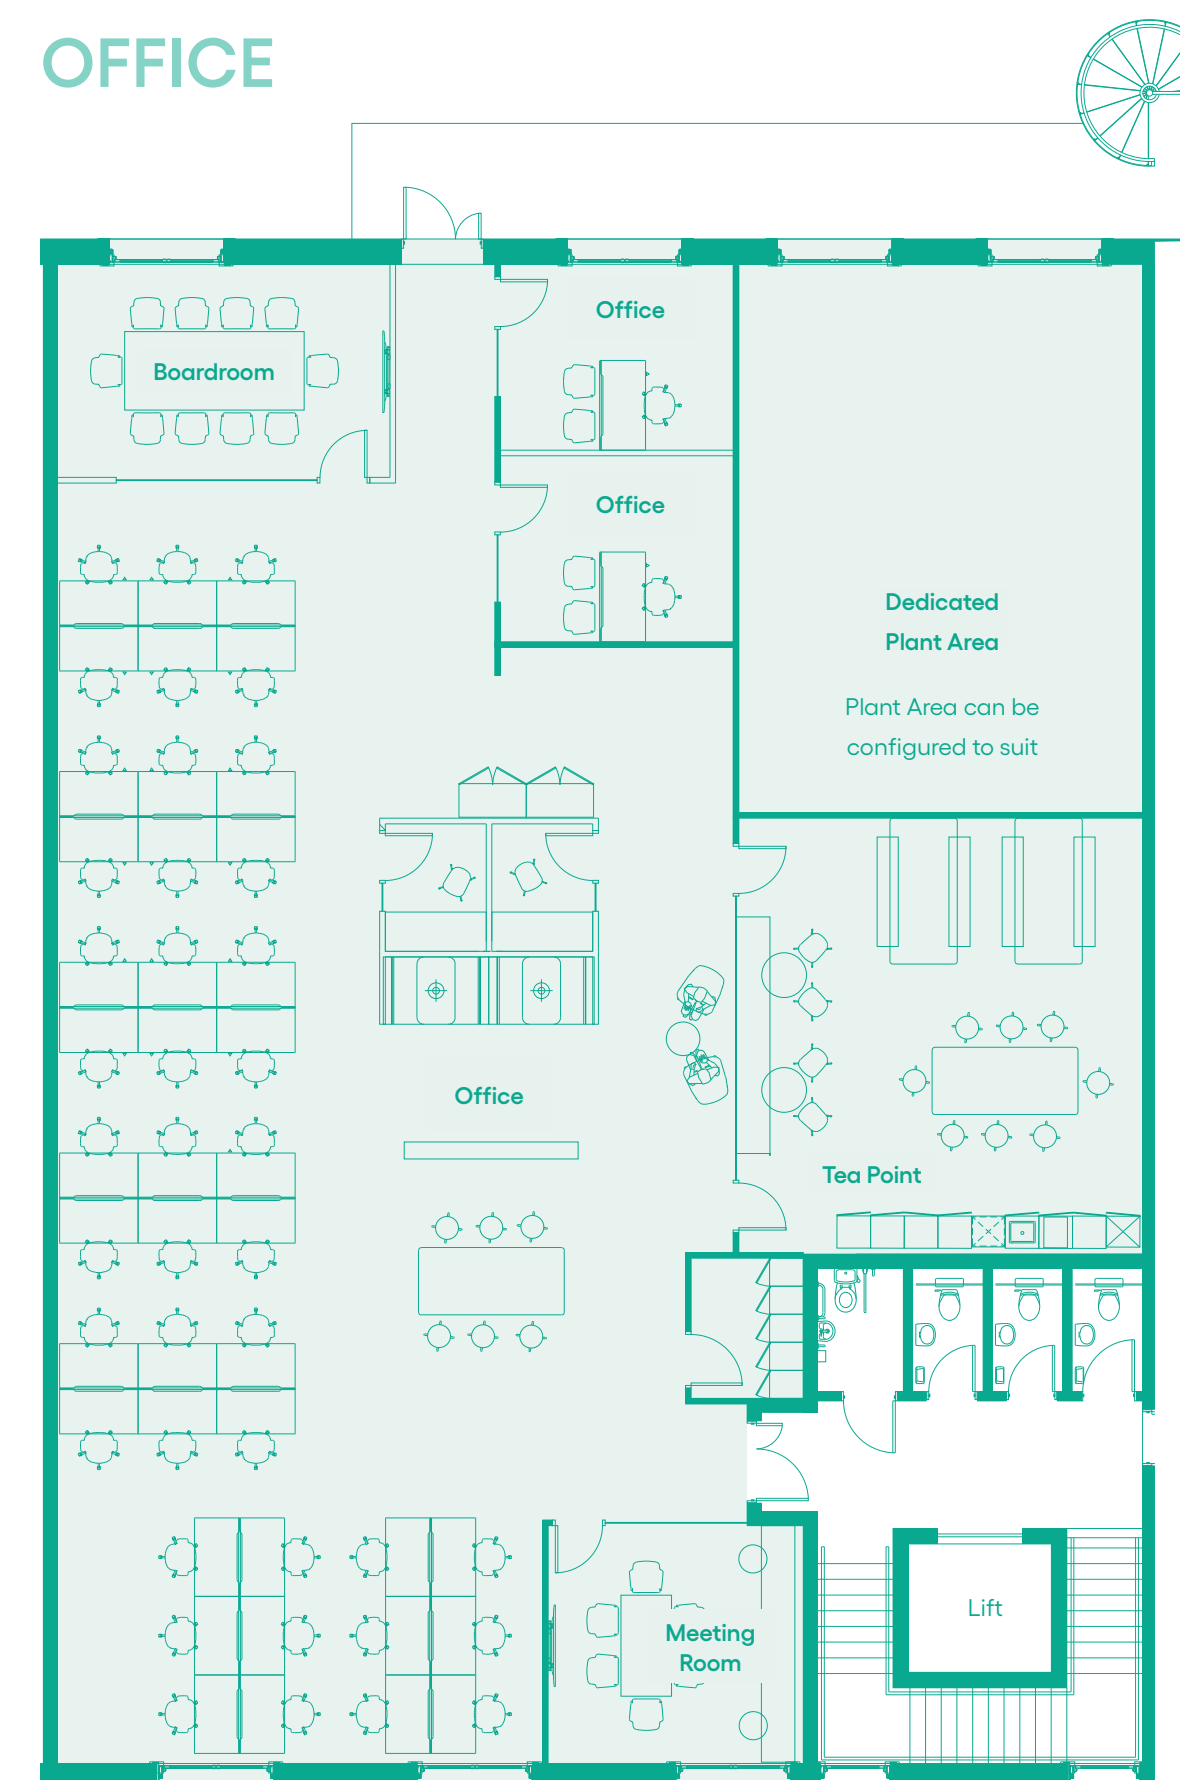 OFFICE
Office
Boardroom
Office
Dedicated
Plant Area
Plant Area can be
configured to suit
Office
Tea Point
Lift
Meeting
Room